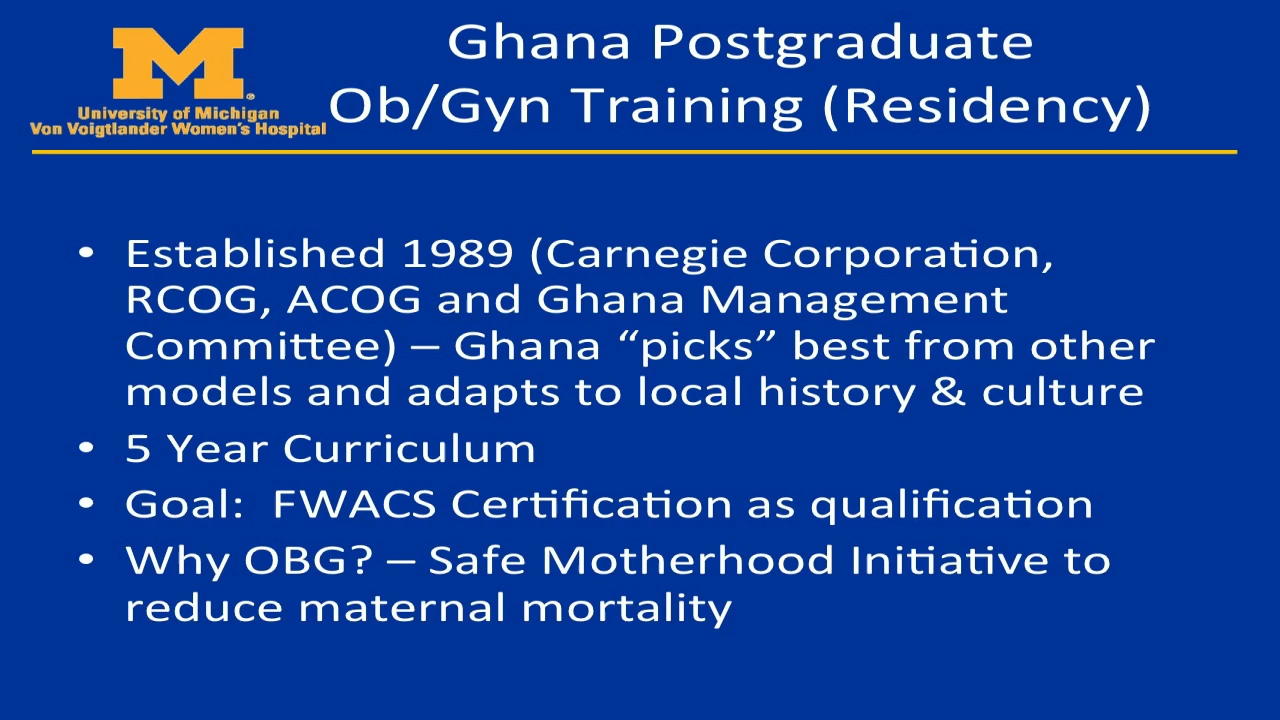 M
University of Michigan
Von Voigtlander Women's Hospital
Ghana Postgraduate
Ob/Gyn Training (Residency)
• Established 1989 (Carnegie Corporation,
RCOG, ACOG and Ghana Management
Committee) – Ghana “picks” best from other
models and adapts to local history & culture
• 5 Year Curriculum
• Goal:  FWACS Certification as qualification
• Why OBG? – Safe Motherhood Initiative to
reduce maternal mortality